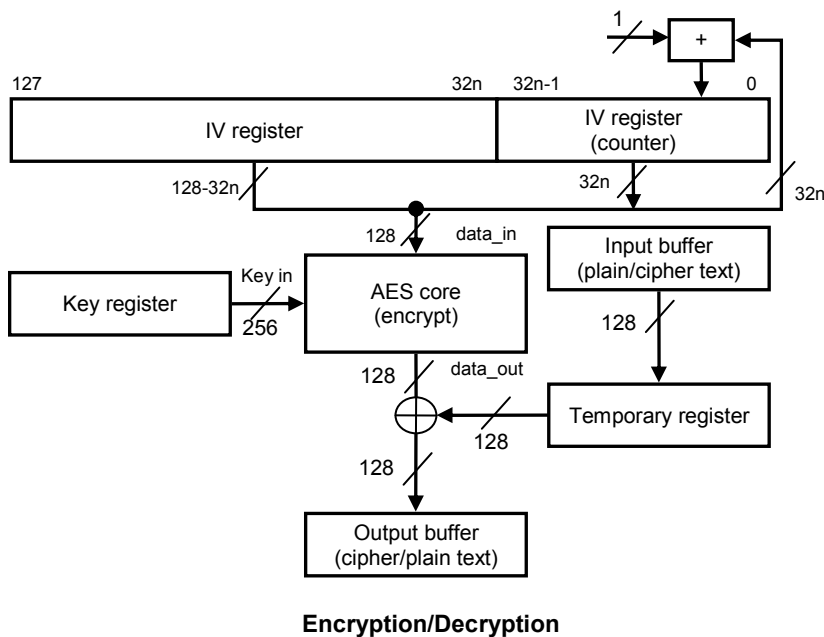 1
+
127
32n
32n-1
0
IV register
IV register
(counter)
128-32n
32n
32n
128
data_in
Input buffer
(plain/cipher text)
Key in
Key register
256
AES core
(encrypt)
128
128
data_out
Temporary register
128
128
Output buffer
(cipher/plain text)
Encryption/Decryption